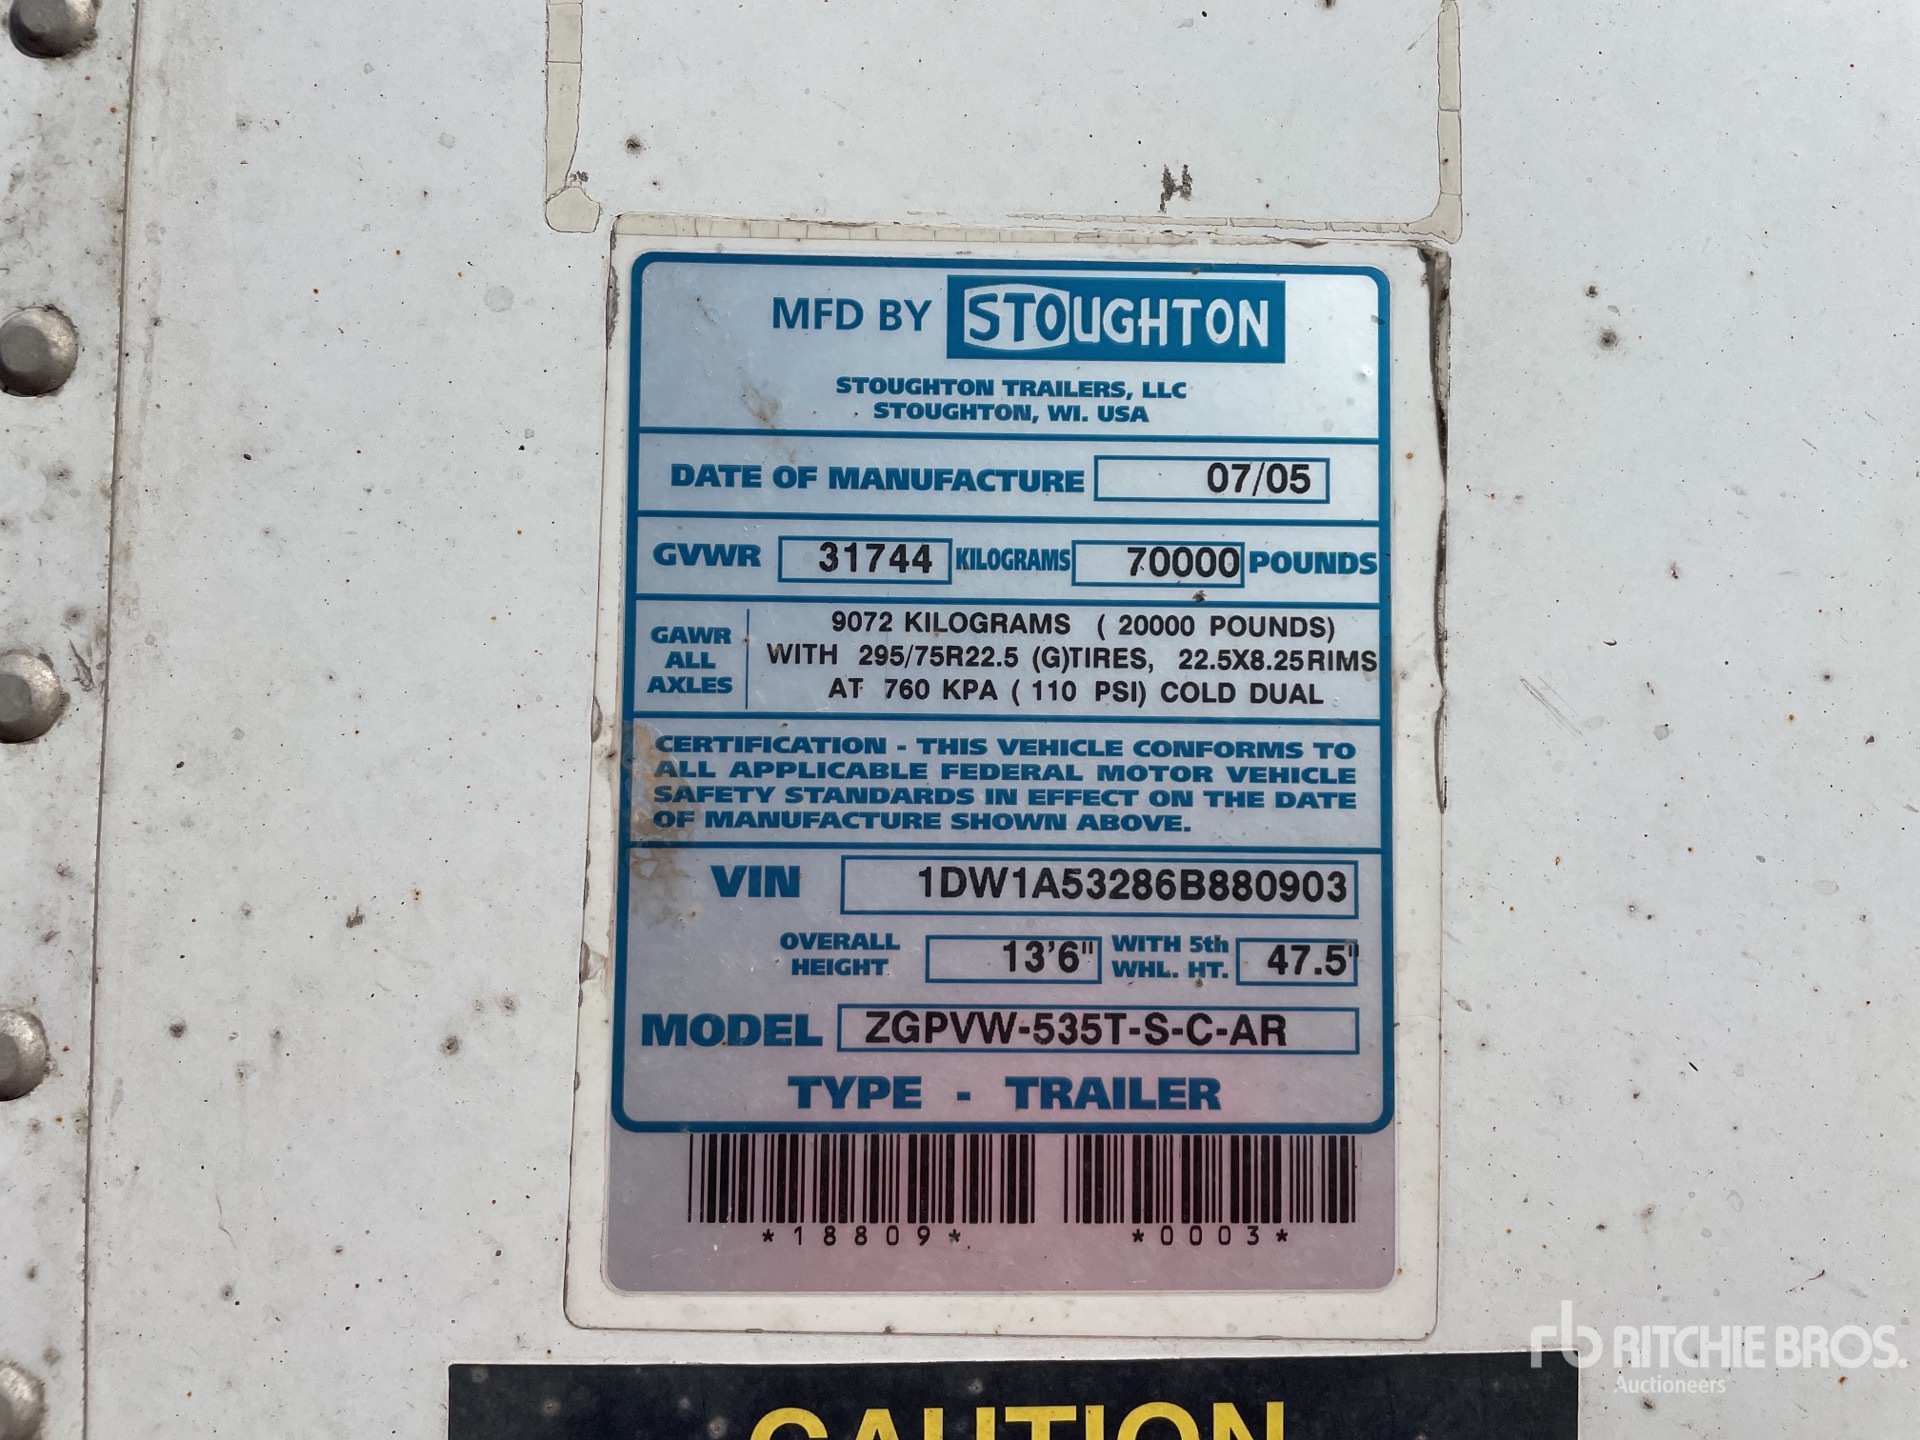 MFD BY STOUGHTON
STOUGHTON TRAILERS, LLC
STOUGHTON, WI. USA
DATE OF MANUFACTURE 07/05
GVWR 31744 KILOGRAMS 70000 POUNDS
GAWR ALL AXLES
9072 KILOGRAMS ( 20000 POUNDS)
WITH 295/75R22.5 (G)TIRES, 22.5X8.25RIMS
AT 760 KPA ( 110 PSI) COLD DUAL
CERTIFICATION - THIS VEHICLE CONFORMS TO
ALL APPLICABLE FEDERAL MOTOR VEHICLE
SAFETY STANDARDS IN EFFECT ON THE DATE
OF MANUFACTURE SHOWN ABOVE.
VIN 1DW1A53286B880903
OVERALL HEIGHT 13'6" WITH 5th WHL. HT. 47.5"
MODEL ZGPVW-535T-S-C-AR
TYPE - TRAILER
*18809* *0003*
CAUTION
rb RITCHIE BROS.
Auctioneers